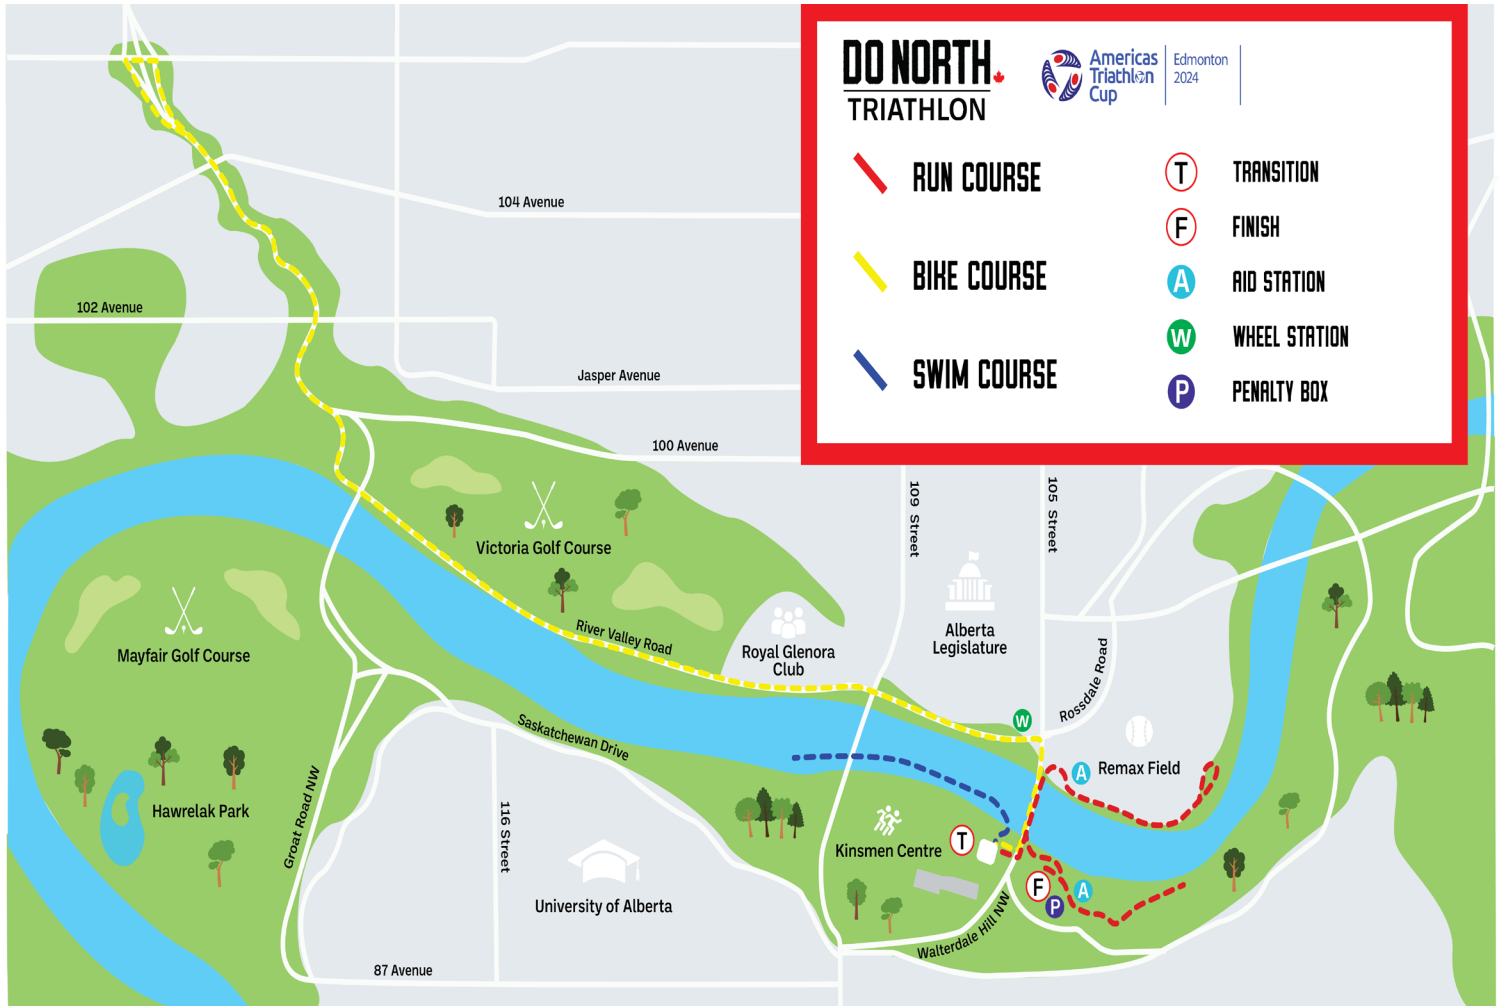 DO NORTH
TRIATHLON
Americas
Triathlon
Cup
Edmonton
2024
RUN COURSE
BIKE COURSE
SWIM COURSE
T TRANSITION
F FINISH
A AID STATION
W WHEEL STATION
P PENALTY BOX
104 Avenue
102 Avenue
Jasper Avenue
100 Avenue
109 Street
105 Street
Victoria Golf Course
River Valley Road
Royal Glenora
Club
Alberta
Legislature
Rossdale Road
Mayfair Golf Course
W
Saskatchewan Drive
A
Remax Field
Hawrelak Park
Groat Road NW
116 Street
Kinsmen Centre
T
F
A
P
University of Alberta
Walterdale Hill NW
87 Avenue